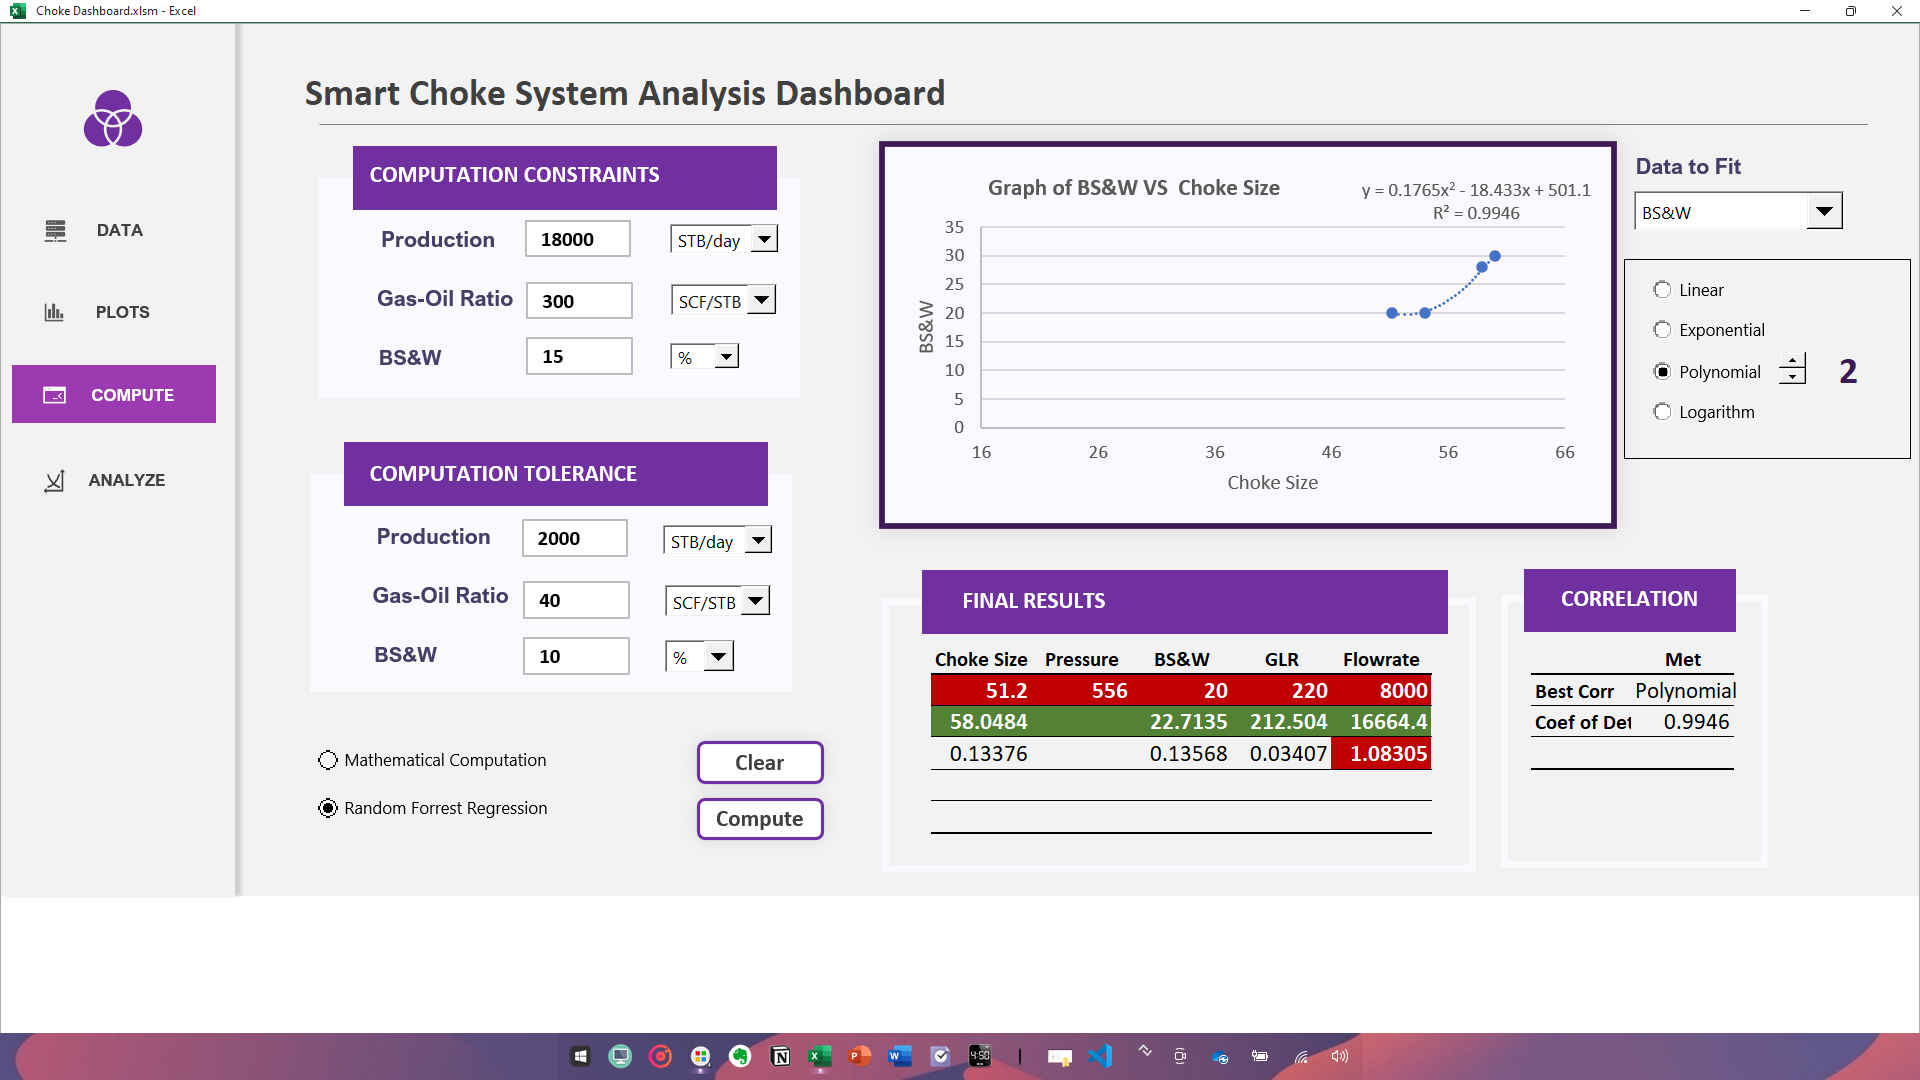 Choke Dashboard.xlsm - Excel
Smart Choke System Analysis Dashboard
DATA
PLOTS
COMPUTE
ANALYZE
COMPUTATION CONSTRAINTS
Production 18000 STB/day
Gas-Oil Ratio 300 SCF/STB
BS&W 15 %
COMPUTATION TOLERANCE
Production 2000 STB/day
Gas-Oil Ratio 40 SCF/STB
BS&W 10 %
Mathematical Computation
Random Forrest Regression
Clear
Compute
Graph of BS&W VS Choke Size
y = 0.1765x² - 18.433x + 501.1
R² = 0.9946
35
30
25
20
15
10
5
0
BS&W
16 26 36 46 56 66
Choke Size
Data to Fit
BS&W
Linear
Exponential
Polynomial 2
Logarithm
FINAL RESULTS
Choke Size Pressure BS&W GLR Flowrate
51.2 556 20 220 8000
58.0484 22.7135 212.504 16664.4
0.13376 0.13568 0.03407 1.08305
CORRELATION
Met
Best Corr Polynomial
Coef of Det 0.9946
4:50